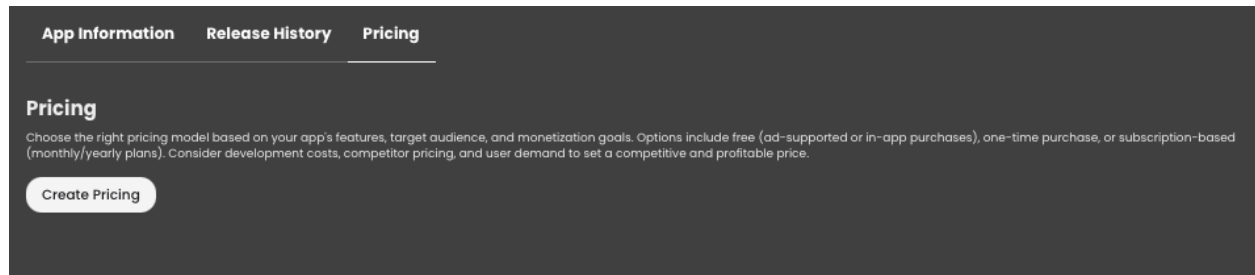 App Information Release History Pricing
Pricing
Choose the right pricing model based on your app's features, target audience, and monetization goals. Options include free (ad-supported or in-app purchases), one-time purchase, or subscription-based
(monthly/yearly plans). Consider development costs, competitor pricing, and user demand to set a competitive and profitable price.
Create Pricing